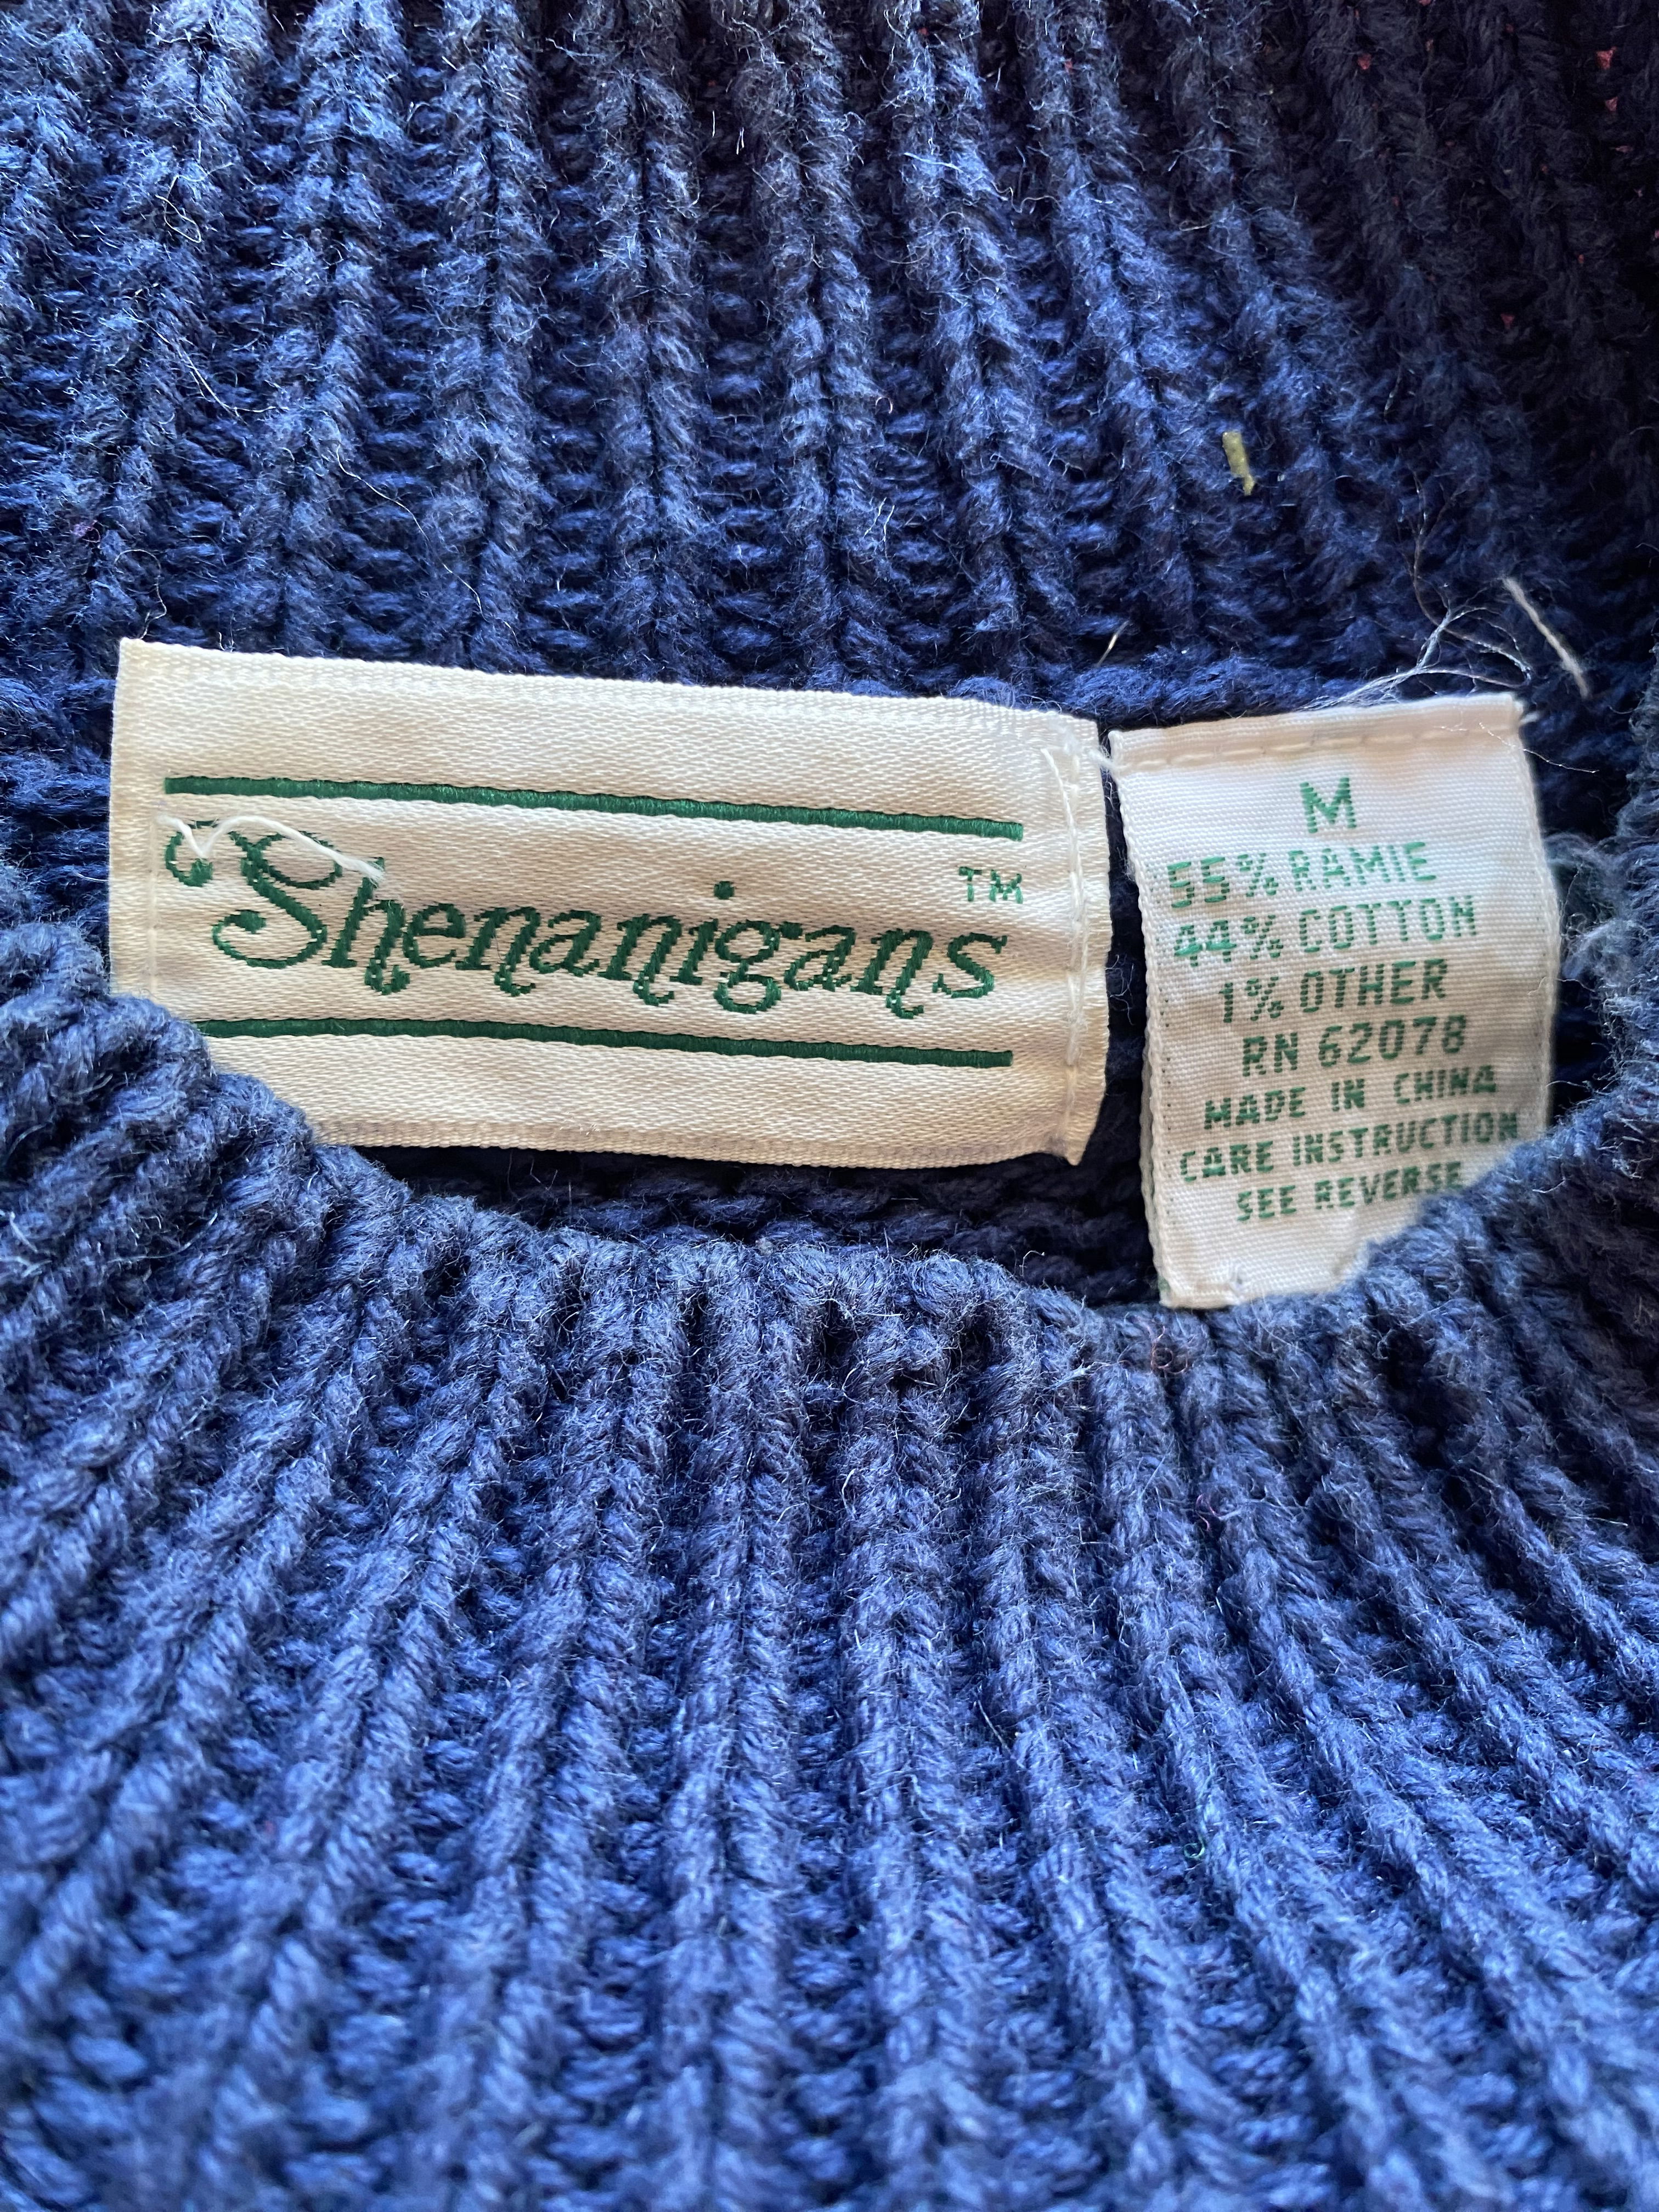 Shenanigans
TM
M
55% RAMIE
44% COTTON
1% OTHER
RN 62078
MADE IN CHINA
CARE INSTRUCTION
SEE REVERSE